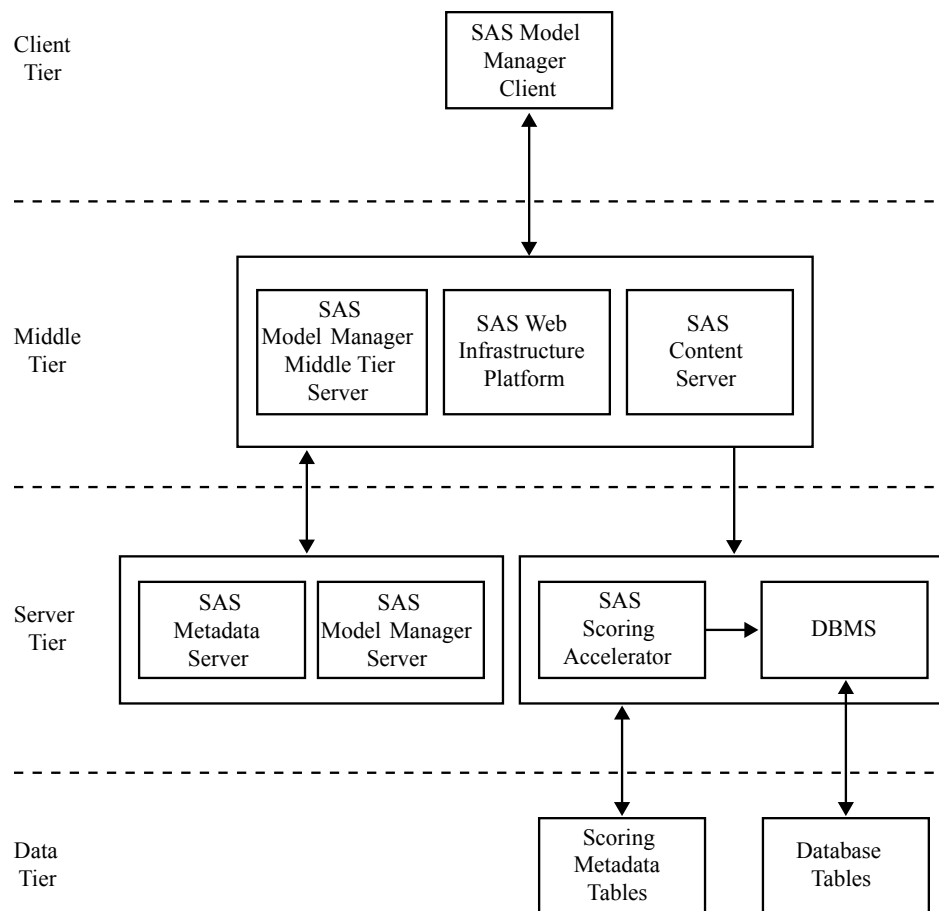 Client
Tier
SAS Model
Manager
Client
Middle
Tier
SAS
Model Manager
Middle Tier
Server
SAS Web
Infrastructure
Platform
SAS
Content
Server
Server
Tier
SAS
Metadata
Server
SAS
Model Manager
Server
SAS
Scoring
Accelerator
DBMS
Data
Tier
Scoring
Metadata
Tables
Database
Tables